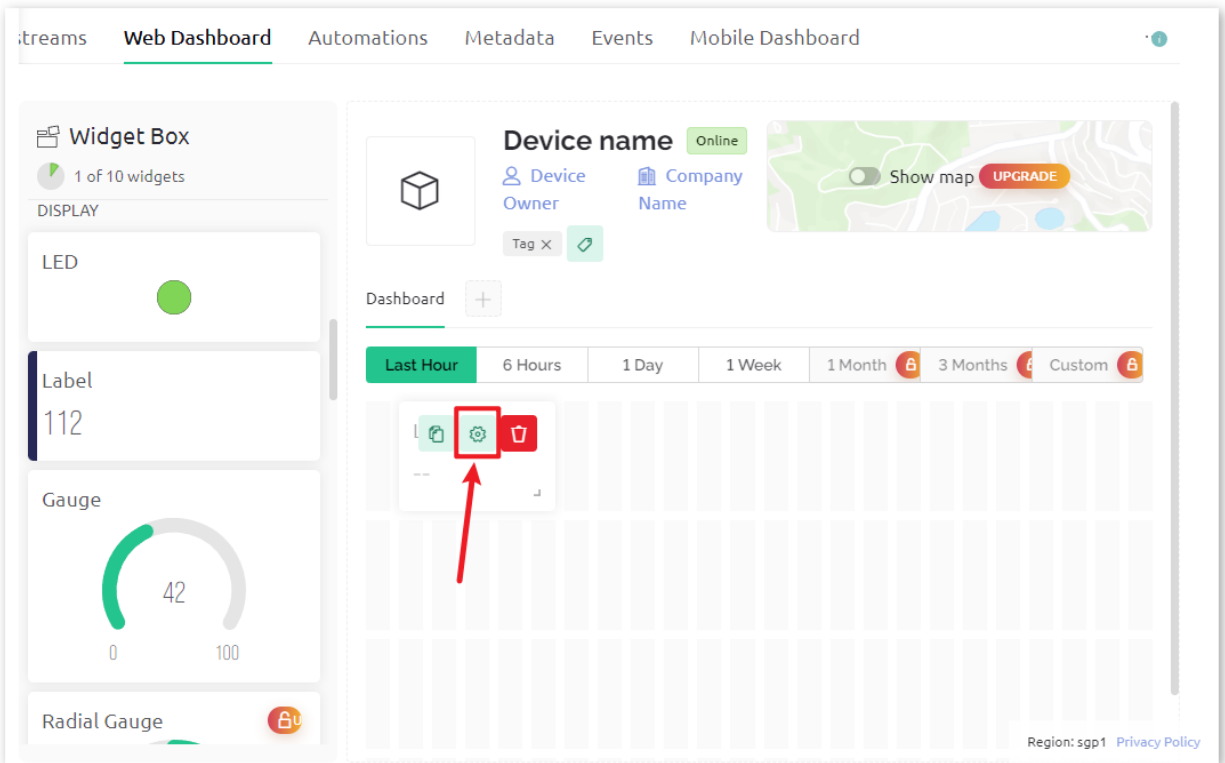 streams Web Dashboard Automations Metadata Events Mobile Dashboard
Widget Box
1 of 10 widgets
DISPLAY
LED
Label
112
Gauge
42
0 100
Radial Gauge
Device name Online
Device Owner
Company Name
Tag
Show map UPGRADE
Dashboard
Last Hour 6 Hours 1 Day 1 Week 1 Month 3 Months Custom
--
Region: sgp1 Privacy Policy